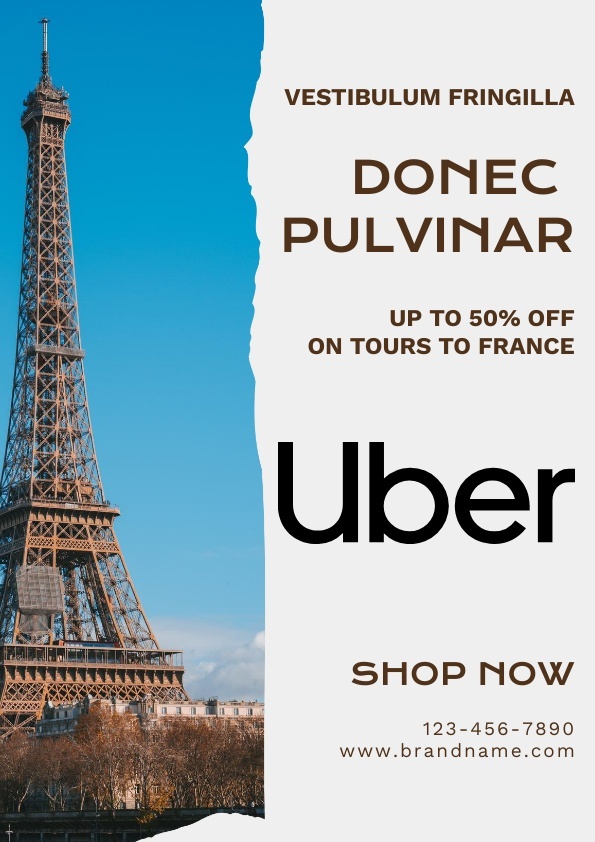 VESTIBULUM FRINGILLA
DONEC
PULVINAR
UP TO 50% OFF
ON TOURS TO FRANCE
Uber
SHOP NOW
123-456-7890
www.brandname.com